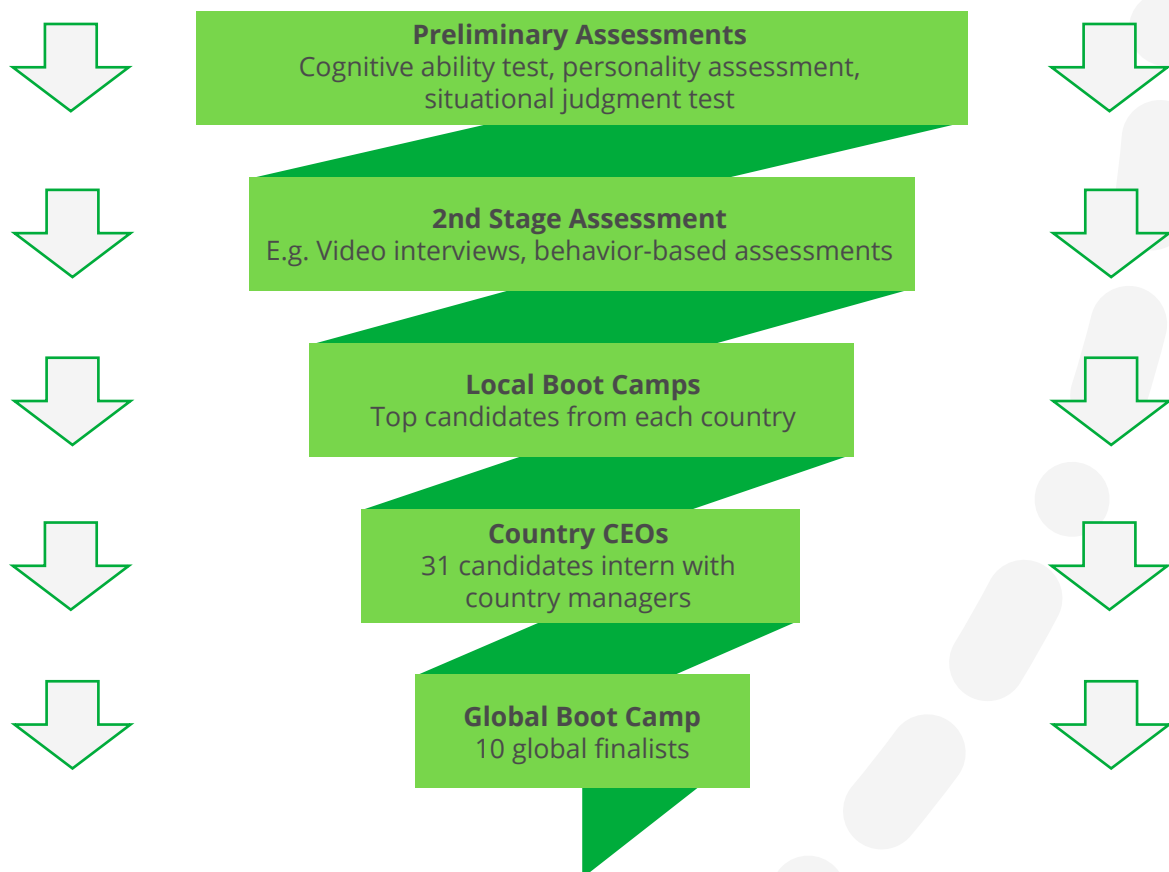 Preliminary Assessments
Cognitive ability test, personality assessment,
situational judgment test
2nd Stage Assessment
E.g. Video interviews, behavior-based assessments
Local Boot Camps
Top candidates from each country
Country CEOs
31 candidates intern with
country managers
Global Boot Camp
10 global finalists